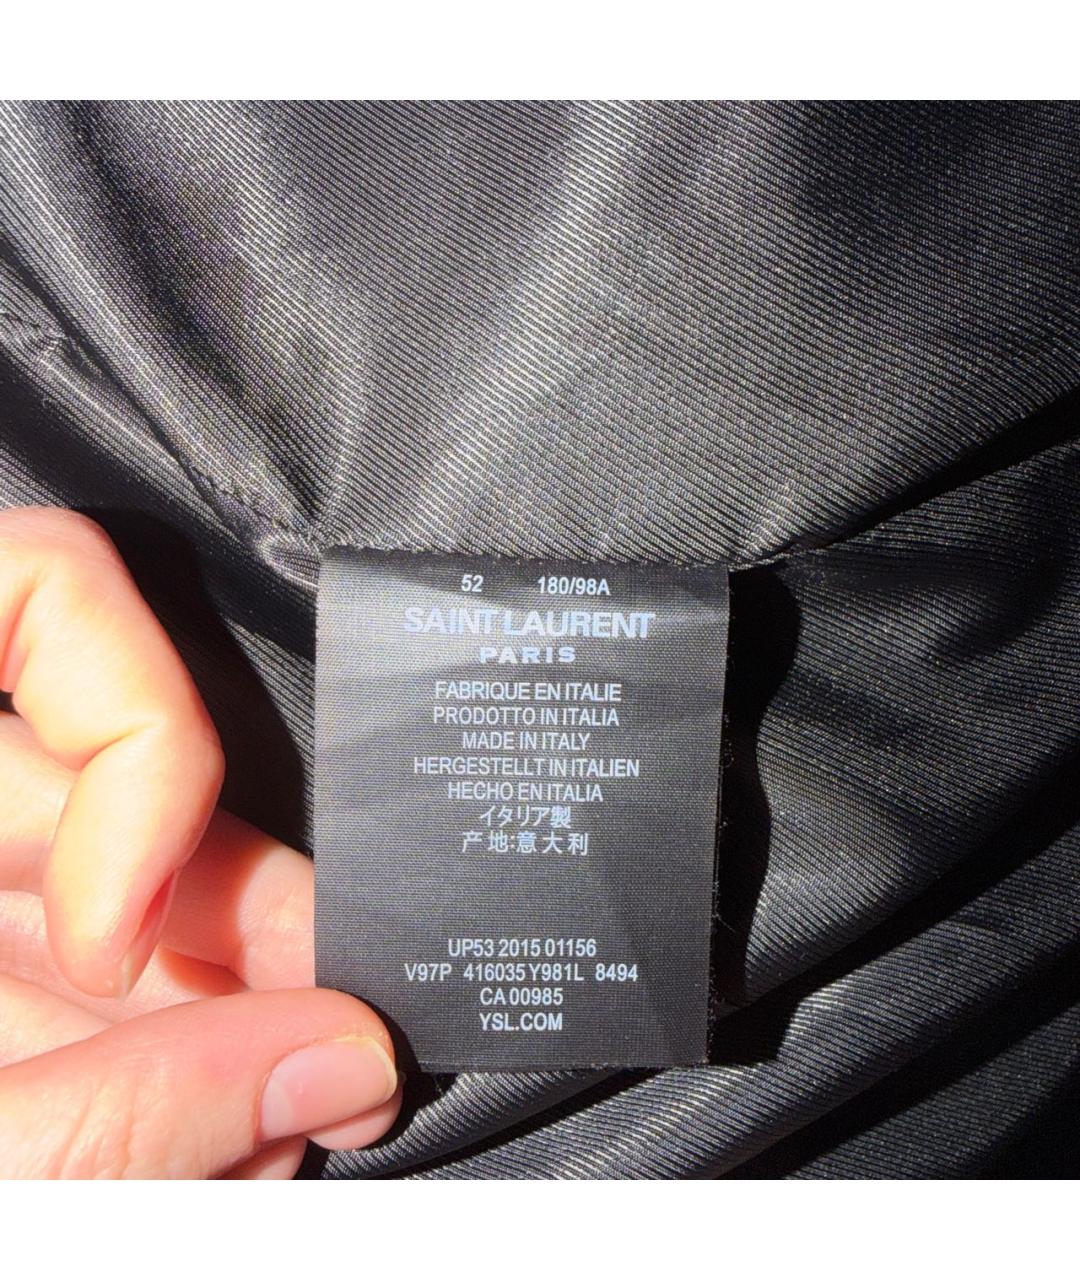 52 180/98A
SAINT LAURENT
PARIS
FABRIQUE EN ITALIE
PRODOTTO IN ITALIA
MADE IN ITALY
HERGESTELLT IN ITALIEN
HECHO EN ITALIA
イタリア製
产地:意大利
UP53 2015 01156
V97P 416035 Y981L 8494
CA 00985
YSL.COM